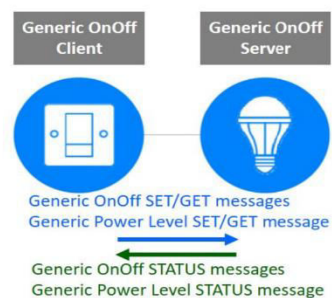 Generic OnOff
Client
Generic OnOff
Server
Generic OnOff SET/GET messages
Generic Power Level SET/GET message
Generic OnOff STATUS messages
Generic Power Level STATUS message